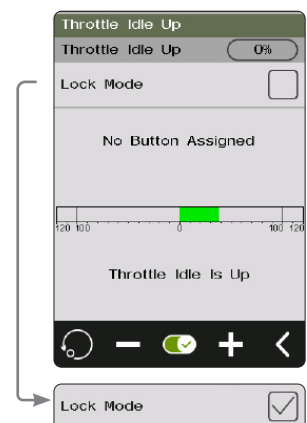 Throttle Idle Up
Throttle Idle Up 0%
Lock Mode
No Button Assigned
120 100 0 100 120
Throttle Idle Is Up
Lock Mode